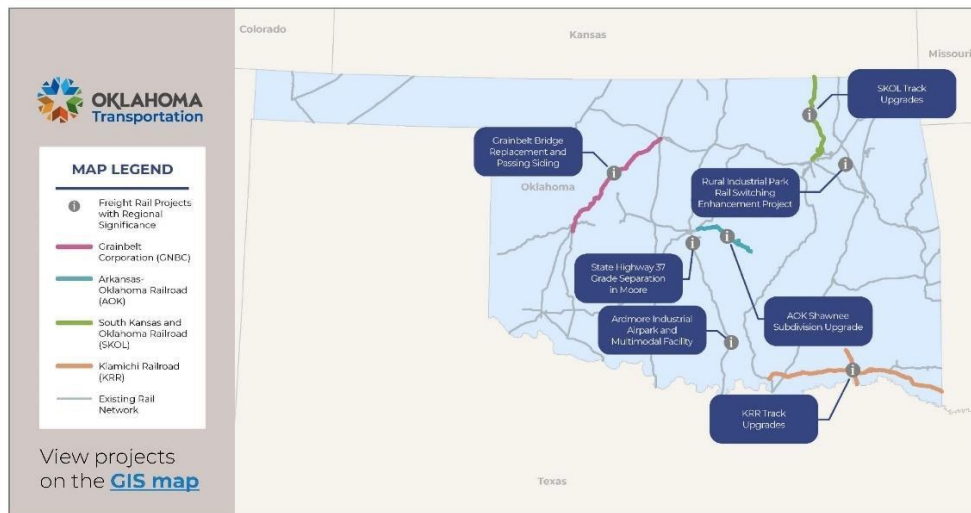 OKLAHOMA
Transportation
MAP LEGEND
i
Freight Rail Projects
with Regional
Significance
Grainbelt
Corporation (GNBC)
Arkansas-
Oklahoma Railroad
(AOK)
South Kansas and
Oklahoma Railroad
(SKOL)
Kiamichi Railroad
(KRR)
Existing Rail
Network
View projects
on the GIS map
Colorado
Kansas
Missouri
SKOL Track
Upgrades
i
Grainbelt Bridge
Replacement and
Passing Siding
i
Oklahoma
Rural Industrial Park
Rail Switching
Enhancement Project
i
State Highway 37
Grade Separation
in Moore
i
i
AOK Shawnee
Subdivision Upgrade
Ardmore Industrial
Airpark and
Multimodal Facility
i
i
KRR Track
Upgrades
Texas